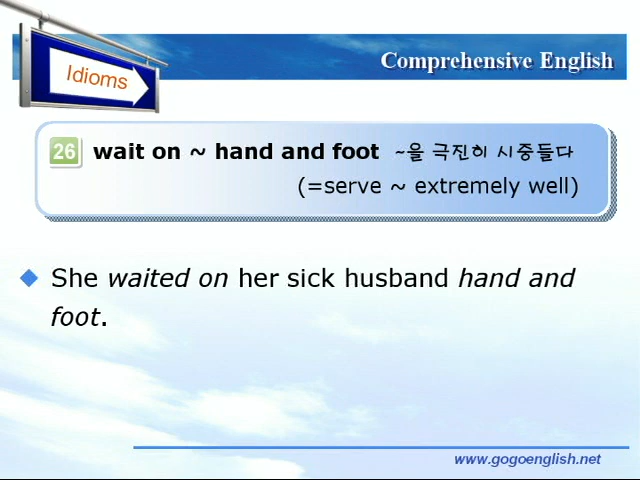 Idioms
Comprehensive English
26 wait on ~ hand and foot ~을 극진히 시중들다
(=serve ~ extremely well)
She waited on her sick husband hand and
foot.
www.gogoenglish.net